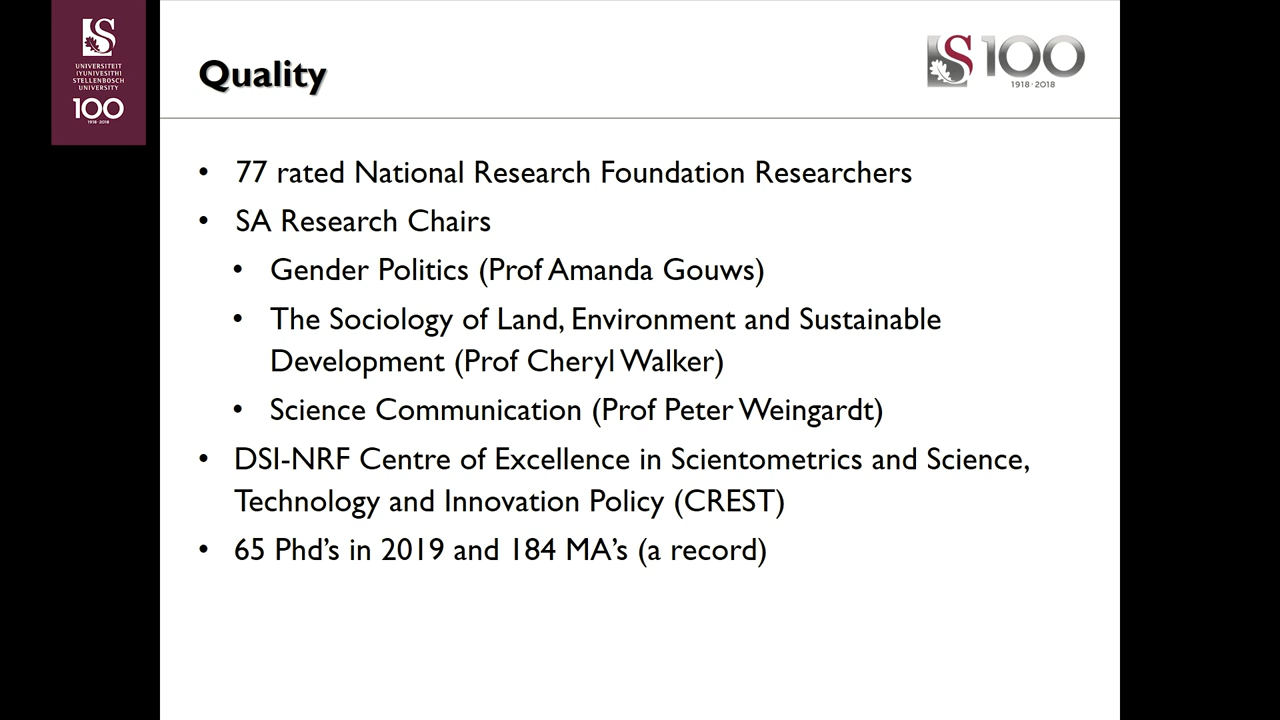 UNIVERSITEIT
iYUNIVESITHI
STELLENBOSCH
UNIVERSITY
100
1918·2018
Quality
S100
1918·2018
• 77 rated National Research Foundation Researchers
• SA Research Chairs
• Gender Politics (Prof Amanda Gouws)
• The Sociology of Land, Environment and Sustainable
Development (Prof Cheryl Walker)
• Science Communication (Prof Peter Weingardt)
• DSI-NRF Centre of Excellence in Scientometrics and Science,
Technology and Innovation Policy (CREST)
• 65 Phd’s in 2019 and 184 MA’s (a record)